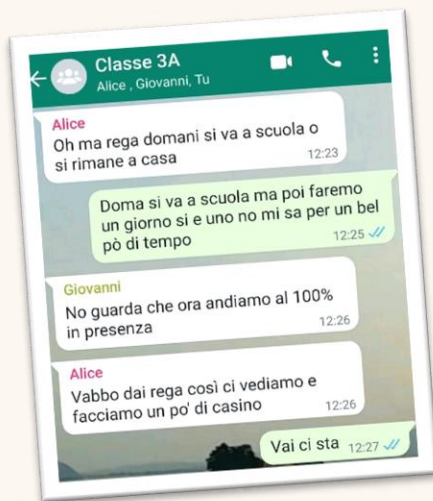 Classe 3A
Alice , Giovanni, Tu
Alice
Oh ma rega domani si va a scuola o
si rimane a casa
12:23
Doma si va a scuola ma poi faremo
un giorno si e uno no mi sa per un bel
pò di tempo
12:25
Giovanni
No guarda che ora andiamo al 100%
in presenza
12:26
Alice
Vabbo dai rega così ci vediamo e
facciamo un po' di casino
12:26
Vai ci sta 12:27